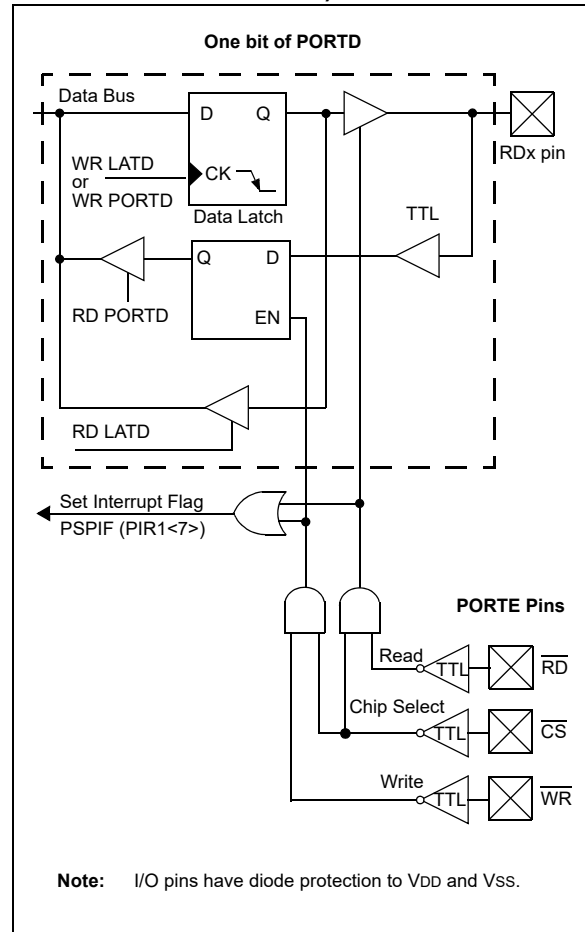 One bit of PORTD
Data Bus
D Q
RDx pin
WR LATD
or
WR PORTD
CK
Data Latch
TTL
Q D
EN
RD PORTD
RD LATD
Set Interrupt Flag
PSPIF (PIR1<7>)
PORTE Pins
Read
TTL
RD
Chip Select
TTL
CS
Write
TTL
WR
Note: I/O pins have diode protection to VDD and VSS.